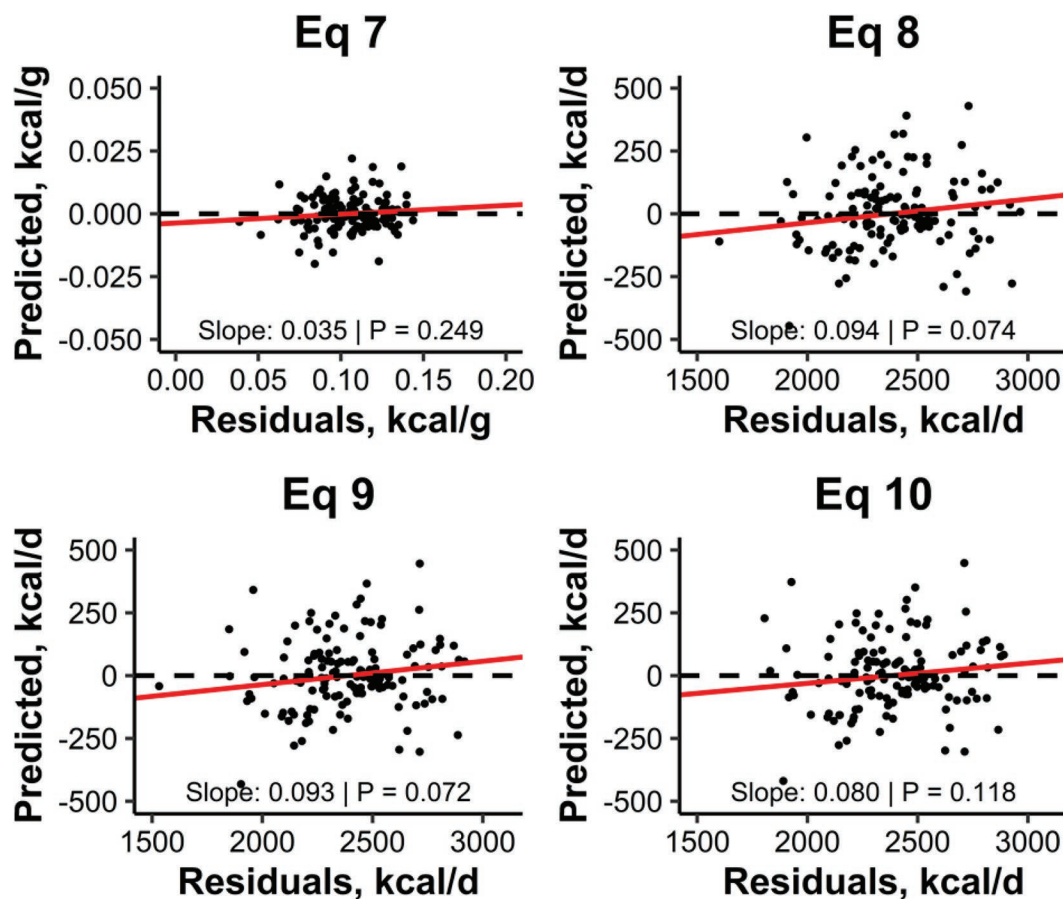 Eq 7
Predicted, kcal/g
0.050
0.025
0.000
-0.025
-0.050
Slope: 0.035 | P = 0.249
0.00 0.05 0.10 0.15 0.20
Residuals, kcal/g
Eq 8
Predicted, kcal/d
500
250
0
-250
-500
Slope: 0.094 | P = 0.074
1500 2000 2500 3000
Residuals, kcal/d
Eq 9
Predicted, kcal/d
500
250
0
-250
-500
Slope: 0.093 | P = 0.072
1500 2000 2500 3000
Residuals, kcal/d
Eq 10
Predicted, kcal/d
500
250
0
-250
-500
Slope: 0.080 | P = 0.118
1500 2000 2500 3000
Residuals, kcal/d